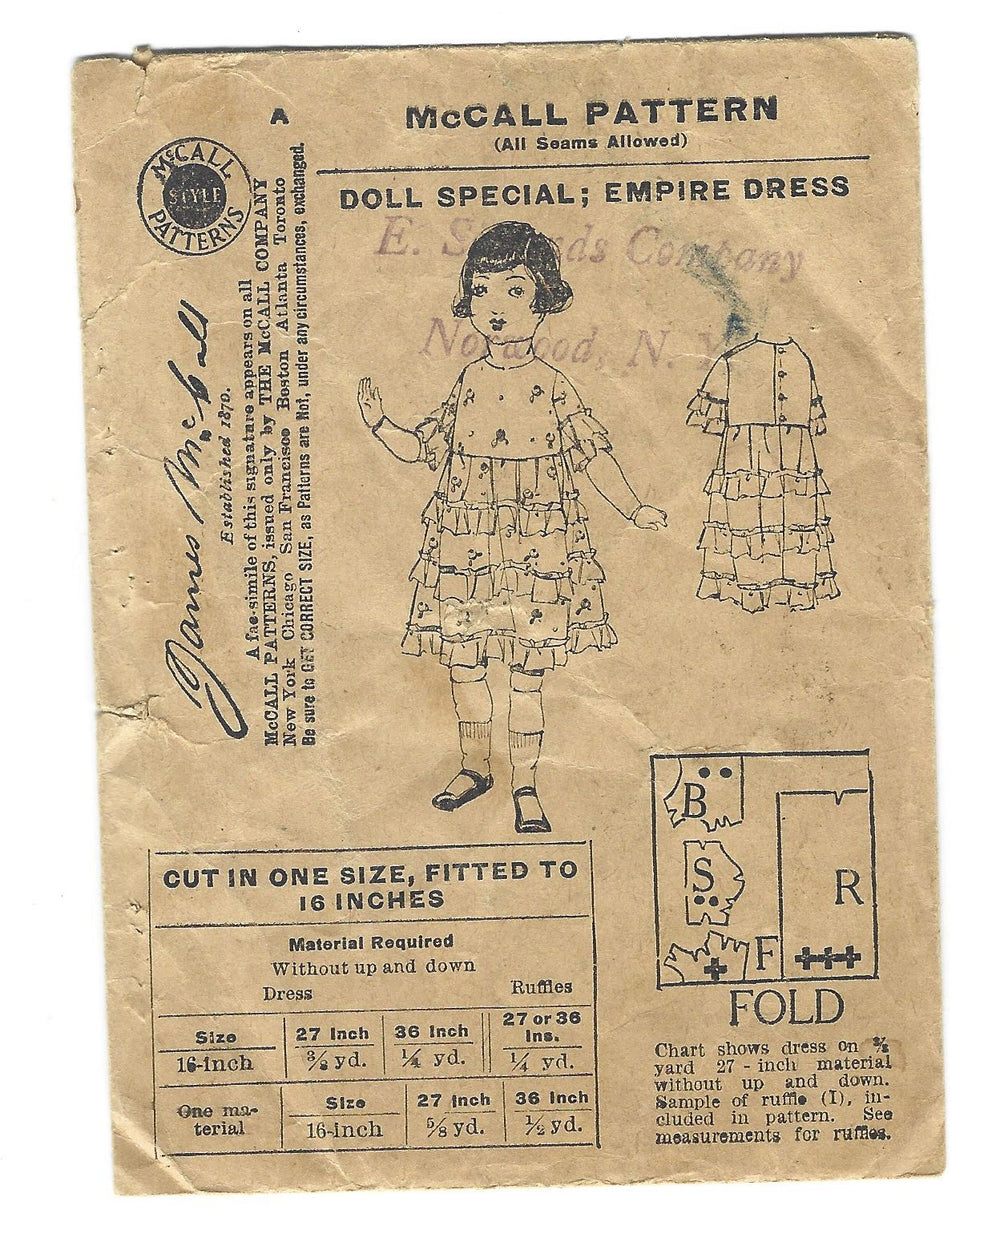 A
McCALL PATTERN
(All Seams Allowed)
DOLL SPECIAL; EMPIRE DRESS
McCALL
STYLE
PATTERNS
E. Company
Norwood, N. Y
James McCall
Established 1870.
A fac-simile of this signature appears on all
McCALL PATTERNS, issued only by THE McCALL COMPANY
New York Chicago San Francisco Boston Atlanta Toronto
Be sure to GET CORRECT SIZE, as Patterns are Not, under any circumstances, exchanged.
CUT IN ONE SIZE, FITTED TO
16 INCHES
Material Required
Without up and down
Dress Ruffles
Size 27 Inch 36 Inch 27 or 36 Ins.
16-inch ⅜ yd. ¼ yd. ¼ yd.
One ma-
terial
Size 27 Inch 36 Inch
16-inch ⅝ yd. ½ yd.
B
S
F
R
FOLD
Chart shows dress on ⅜
yard 27-inch material
without up and down.
Sample of ruffle (I), in-
cluded in pattern. See
measurements for ruffles.